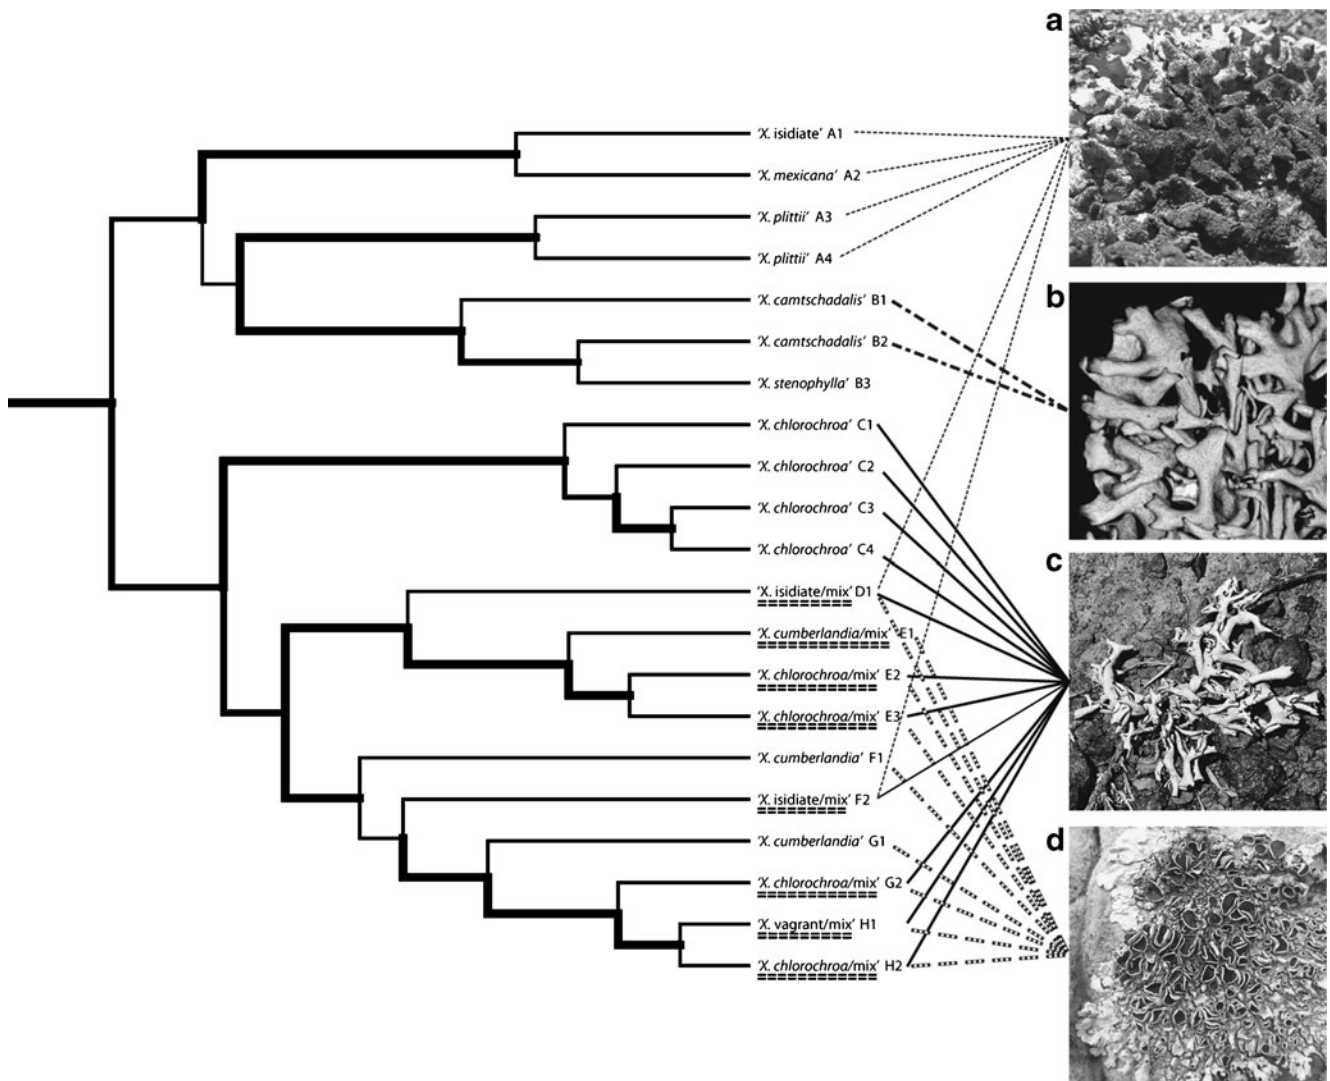 a
'X. isidiate' A1
'X. mexicana' A2
'X. plittii' A3
'X. plittii' A4
b
'X. camtschadalis' B1
'X. camtschadalis' B2
'X. stenophylla' B3
'X. chlorochroa' C1
'X. chlorochroa' C2
'X. chlorochroa' C3
'X. chlorochroa' C4
c
'X. isidiate/mix' D1
'X. cumberlandia/mix' E1
'X. chlorochroa/mix' E2
'X. chlorochroa/mix' E3
'X. cumberlandia' F1
'X. isidiate/mix' F2
d
'X. cumberlandia' G1
'X. chlorochroa/mix' G2
'X. vagrant/mix' H1
'X. chlorochroa/mix' H2